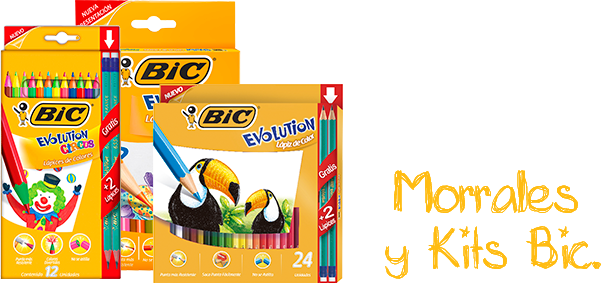 NUEVA
PRESENTACIÓN
BIC
NUEVO
BIC
EVOLUTION
CIRCUS
Lápices de Colores
Gratis
+2
Lápices
12
NUEVO
BIC
EVOLUTION
Lápiz de Color
Gratis
+2
Lápices
24
Morrales
y Kits Bic.